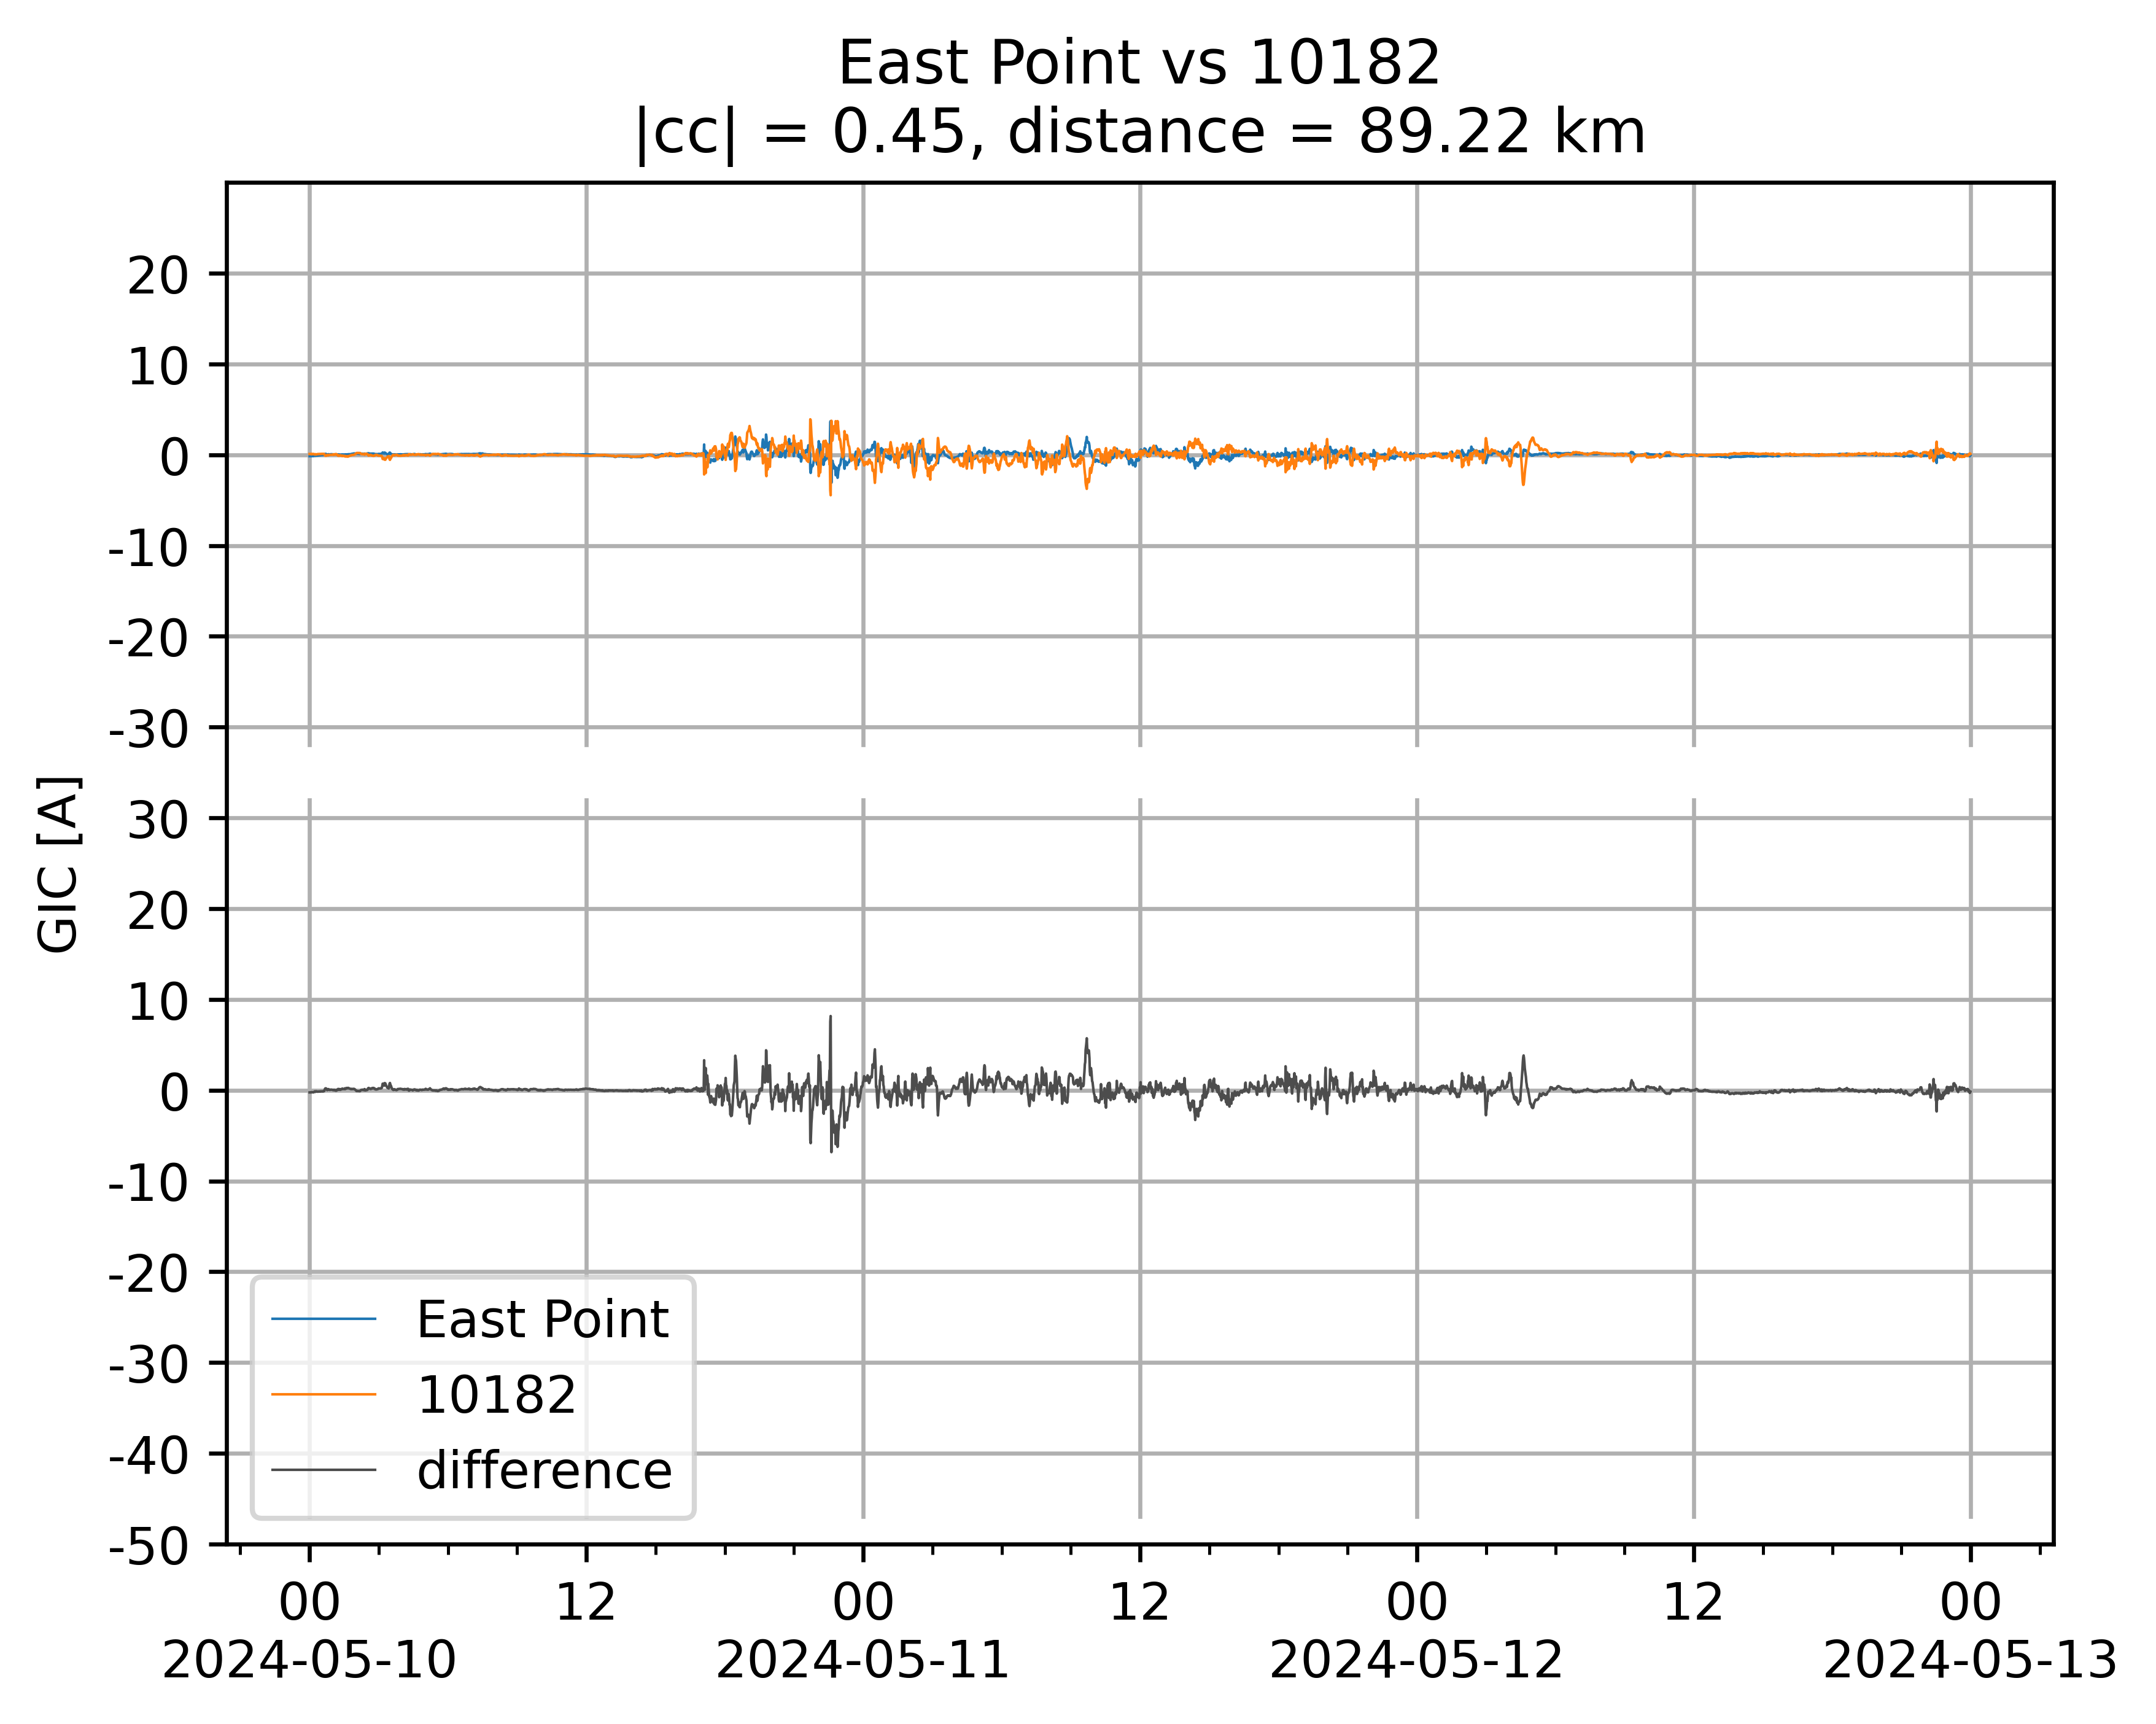 East Point vs 10182
|cc| = 0.45, distance = 89.22 km
GIC [A]
20
10
0
-10
-20
-30
30
20
10
0
-10
-20
-30
-40
-50
East Point
10182
difference
00 12 00 12 00 12 00
2024-05-10 2024-05-11 2024-05-12 2024-05-13